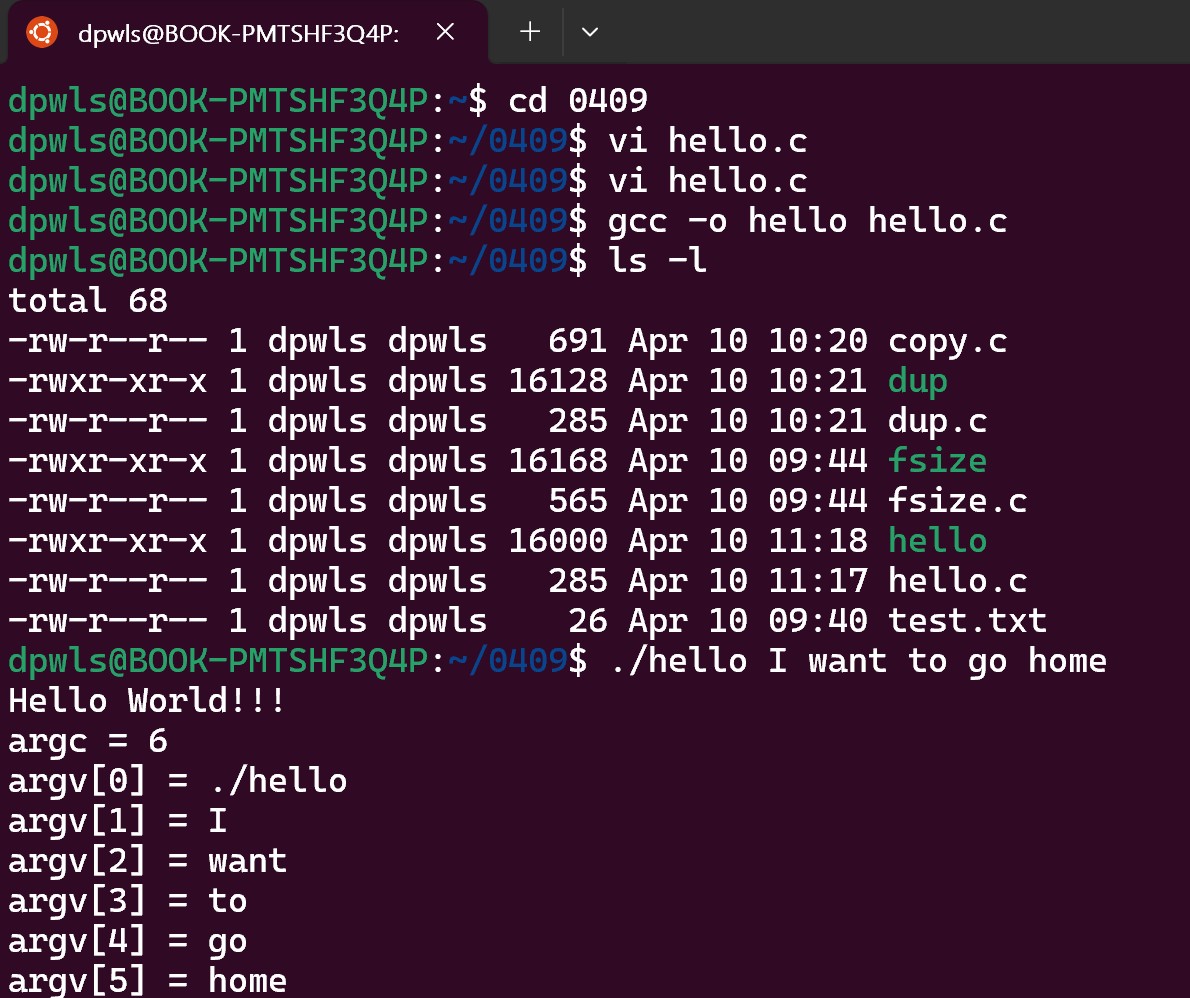 dpwls@BOOK-PMTSHF3Q4P:
dpwls@BOOK-PMTSHF3Q4P:~$ cd 0409
dpwls@BOOK-PMTSHF3Q4P:~/0409$ vi hello.c
dpwls@BOOK-PMTSHF3Q4P:~/0409$ vi hello.c
dpwls@BOOK-PMTSHF3Q4P:~/0409$ gcc -o hello hello.c
dpwls@BOOK-PMTSHF3Q4P:~/0409$ ls -l
total 68
-rw-r--r-- 1 dpwls dpwls   691 Apr 10 10:20 copy.c
-rwxr-xr-x 1 dpwls dpwls 16128 Apr 10 10:21 dup
-rw-r--r-- 1 dpwls dpwls   285 Apr 10 10:21 dup.c
-rwxr-xr-x 1 dpwls dpwls 16168 Apr 10 09:44 fsize
-rw-r--r-- 1 dpwls dpwls   565 Apr 10 09:44 fsize.c
-rwxr-xr-x 1 dpwls dpwls 16000 Apr 10 11:18 hello
-rw-r--r-- 1 dpwls dpwls   285 Apr 10 11:17 hello.c
-rw-r--r-- 1 dpwls dpwls    26 Apr 10 09:40 test.txt
dpwls@BOOK-PMTSHF3Q4P:~/0409$ ./hello I want to go home
Hello World!!!
argc = 6
argv[0] = ./hello
argv[1] = I
argv[2] = want
argv[3] = to
argv[4] = go
argv[5] = home